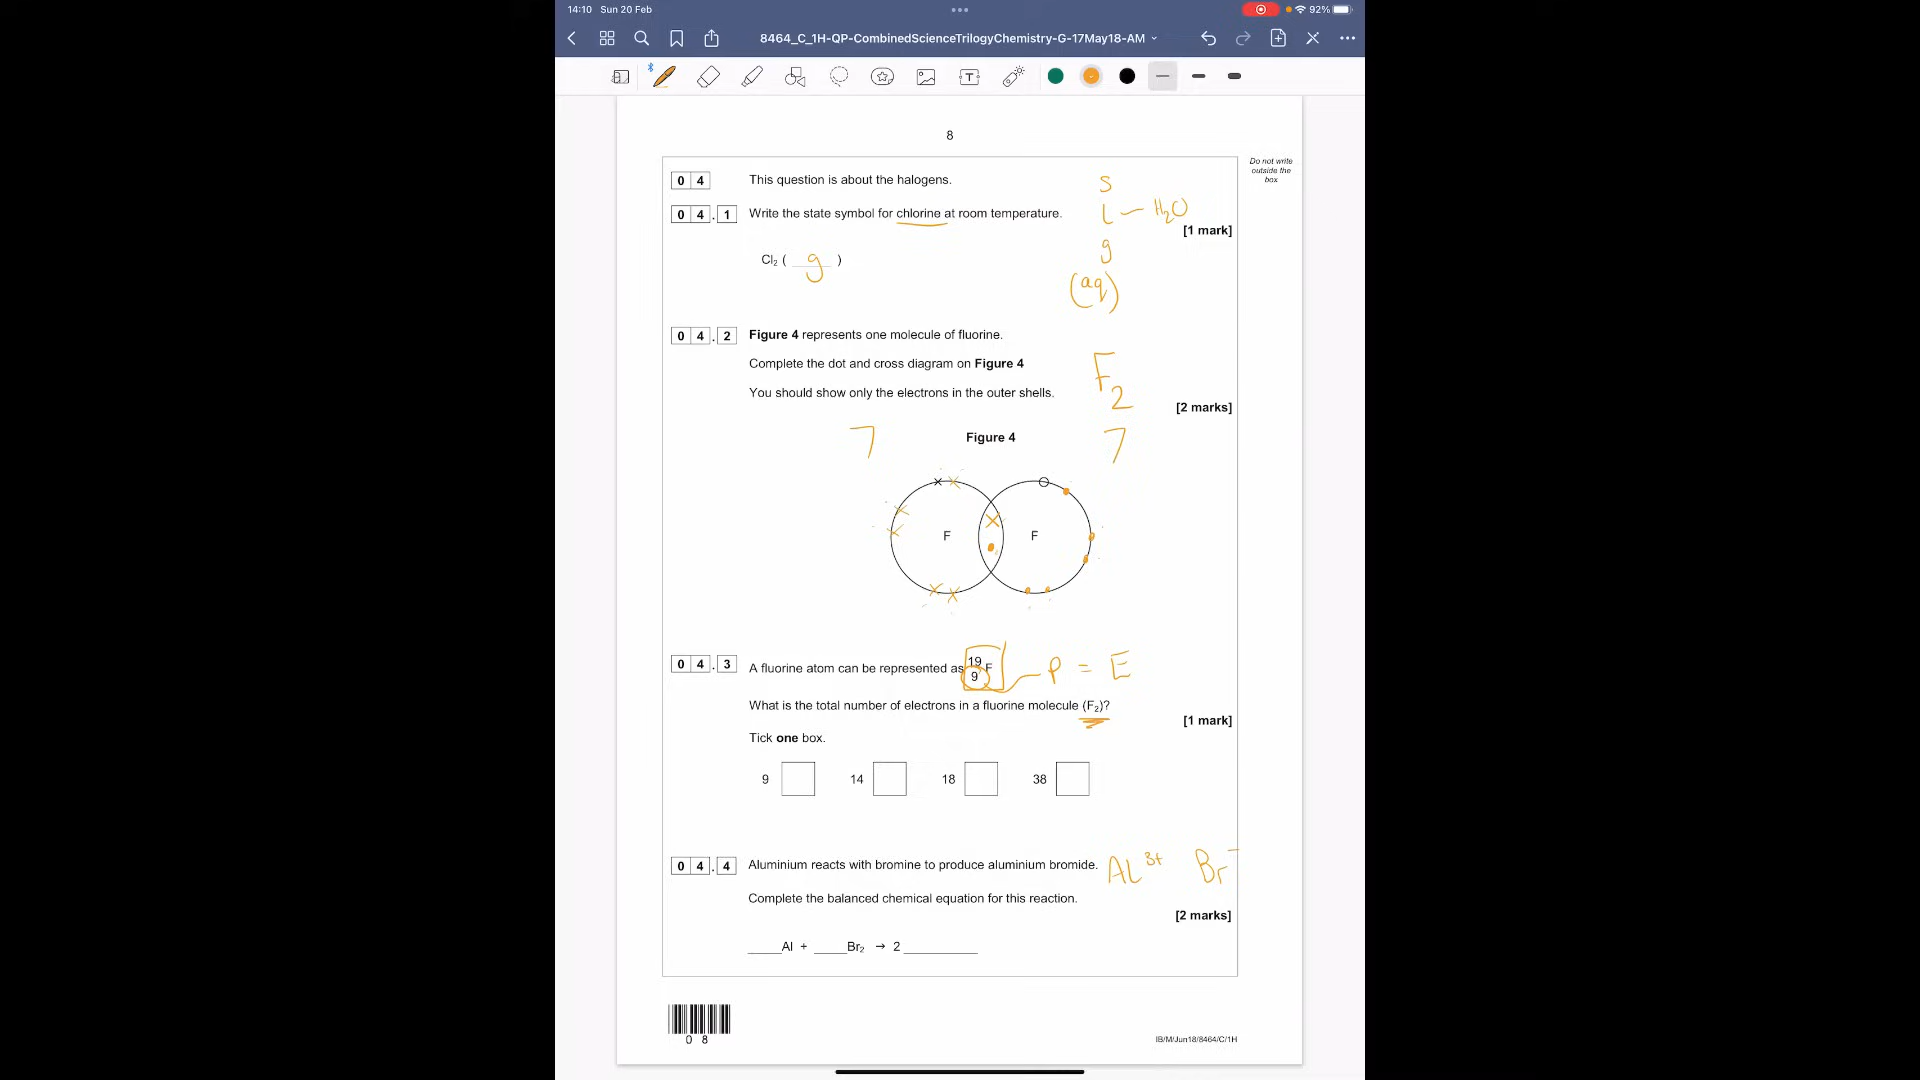 14:10 Sun 20 Feb
92%
8464_C_1H-QP-CombinedScienceTrilogyChemistry-G-17May18-AM
T
8
Do not write
outside the
box
0 4 This question is about the halogens.
s
0 4 . 1 Write the state symbol for chlorine at room temperature.
l — H₂O
[1 mark]
g
Cl₂ ( g )
(aq)
0 4 . 2 Figure 4 represents one molecule of fluorine.
Complete the dot and cross diagram on Figure 4
F₂
You should show only the electrons in the outer shells.
[2 marks]
7 Figure 4 7
F F
0 4 . 3 A fluorine atom can be represented as ¹⁹₉F P = E
What is the total number of electrons in a fluorine molecule (F₂)?
[1 mark]
Tick one box.
9 14 18 38
0 4 . 4 Aluminium reacts with bromine to produce aluminium bromide. AL³⁺ Br⁻
Complete the balanced chemical equation for this reaction.
[2 marks]
_____Al + _____Br₂ → 2 __________
0 8
IB/M/Jun18/8464/C/1H